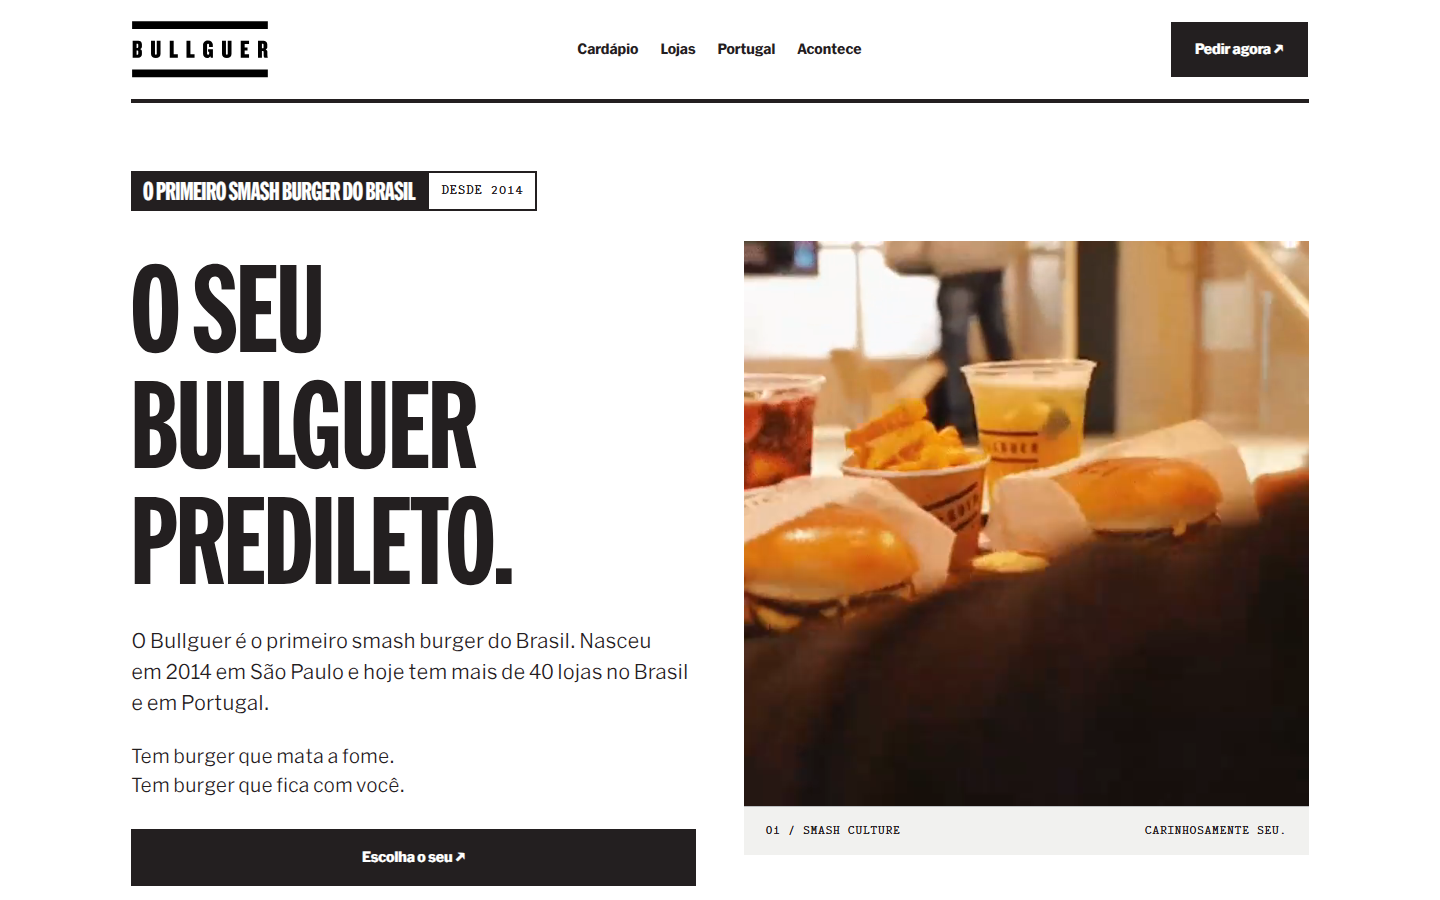 BULLGUER
Cardápio Lojas Portugal Acontece
Pedir agora ↗
O PRIMEIRO SMASH BURGER DO BRASIL
DESDE 2014
O SEU
BULLGUER
PREDILETO.
O Bullguer é o primeiro smash burger do Brasil. Nasceu
em 2014 em São Paulo e hoje tem mais de 40 lojas no Brasil
e em Portugal.
Tem burger que mata a fome.
Tem burger que fica com você.
Escolha o seu ↗
01 / SMASH CULTURE
CARINHOSAMENTE SEU.